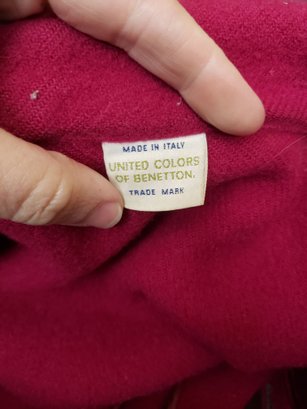 MADE IN ITALY
UNITED COLORS
OF BENETTON.
TRADE MARK